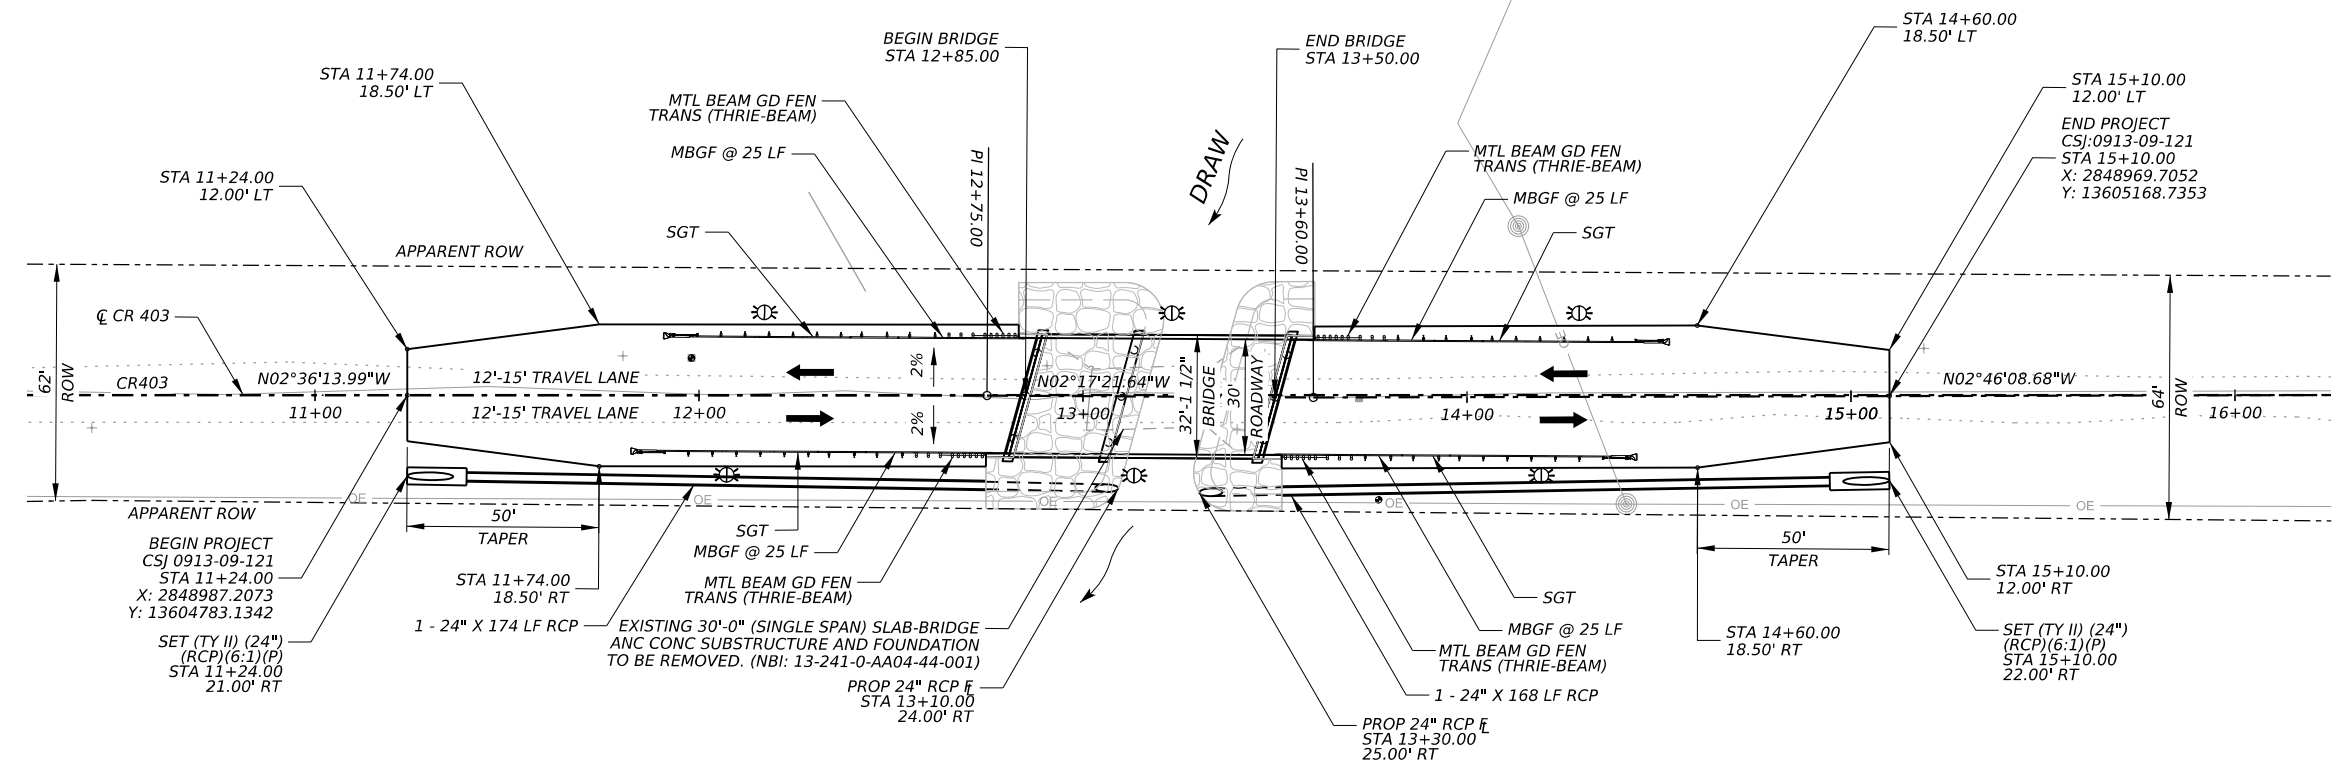 STA 14+60.00
18.50' LT
BEGIN BRIDGE
STA 12+85.00
END BRIDGE
STA 13+50.00
STA 11+74.00
18.50' LT
STA 15+10.00
12.00' LT
MTL BEAM GD FEN
TRANS (THRIE-BEAM)
MBGF @ 25 LF
END PROJECT
CSJ:0913-09-121
STA 15+10.00
X: 2848969.7052
Y: 13605168.7353
DRAW
MTL BEAM GD FEN
TRANS (THRIE-BEAM)
MBGF @ 25 LF
SGT
STA 11+24.00
12.00' LT
PI 12+75.00
PI 13+60.00
SGT
APPARENT ROW
62'
ROW
℄ CR 403
CR403
N02°36'13.99"W
12'-15' TRAVEL LANE
12'-15' TRAVEL LANE
2%
2%
N02°17'21.64"W
32'-1 1/2"
BRIDGE
30'
ROADWAY
N02°46'08.68"W
64'
ROW
11+00
12+00
13+00
14+00
15+00
16+00
OE
OE
OE
OE
OE
OE
APPARENT ROW
50'
TAPER
BEGIN PROJECT
CSJ 0913-09-121
STA 11+24.00
X: 2848987.2073
Y: 13604783.1342
SET (TY II) (24")
(RCP)(6:1)(P)
STA 11+24.00
21.00' RT
STA 11+74.00
18.50' RT
1 - 24" X 174 LF RCP
SGT
MBGF @ 25 LF
MTL BEAM GD FEN
TRANS (THRIE-BEAM)
EXISTING 30'-0" (SINGLE SPAN) SLAB-BRIDGE
ANC CONC SUBSTRUCTURE AND FOUNDATION
TO BE REMOVED. (NBI: 13-241-0-AA04-44-001)
PROP 24" RCP FL
STA 13+10.00
24.00' RT
50'
TAPER
SGT
MBGF @ 25 LF
MTL BEAM GD FEN
TRANS (THRIE-BEAM)
1 - 24" X 168 LF RCP
PROP 24" RCP FL
STA 13+30.00
25.00' RT
STA 15+10.00
12.00' RT
STA 14+60.00
18.50' RT
SET (TY II) (24")
(RCP)(6:1)(P)
STA 15+10.00
22.00' RT